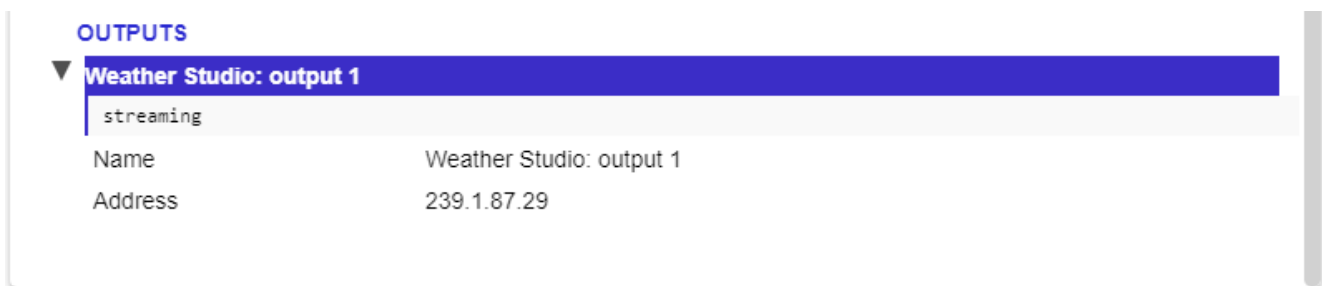 OUTPUTS
Weather Studio: output 1
streaming
Name Weather Studio: output 1
Address 239.1.87.29